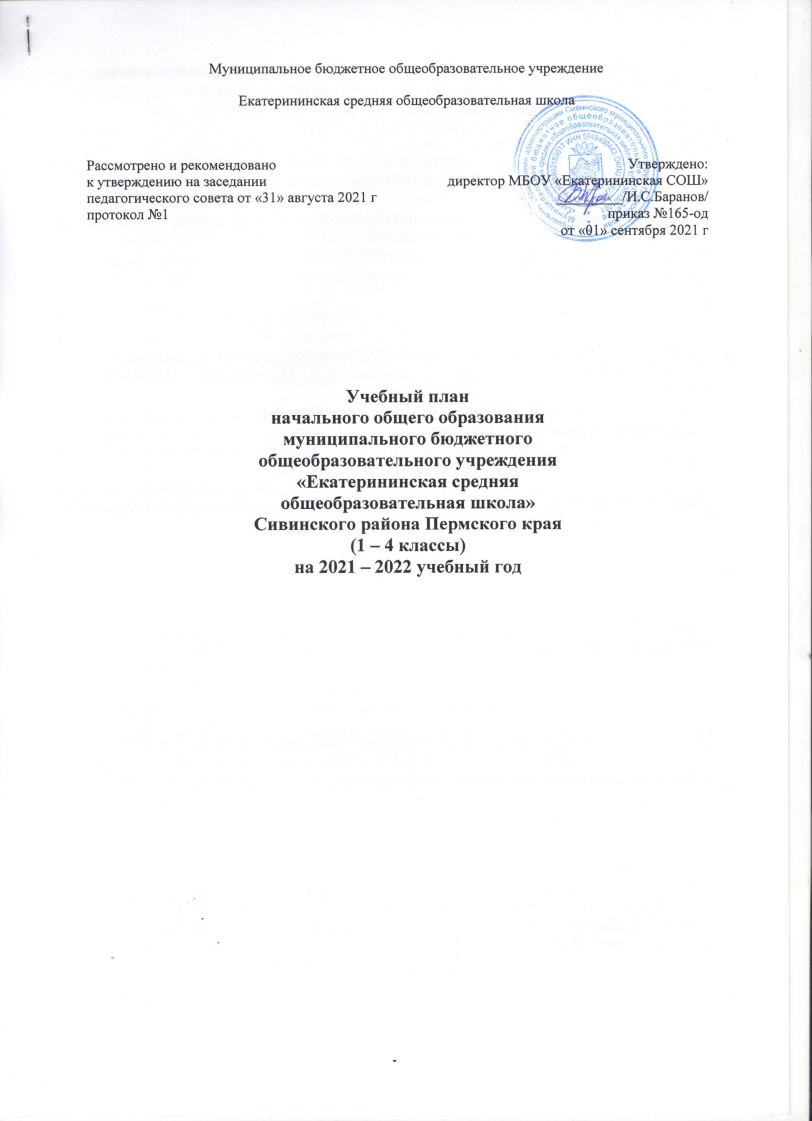 Муниципальное бюджетное общеобразовательное учреждение
Екатерининская средняя общеобразовательная школа
Рассмотрено и рекомендовано
к утверждению на заседании
педагогического совета от «31» августа 2021 г
протокол №1
Утверждено:
директор МБОУ «Екатерининская СОШ»
/И.С.Баранов/
приказ №165-од
от «01» сентября 2021 г
Учебный план
начального общего образования
муниципального бюджетного
общеобразовательного учреждения
«Екатерининская средняя
общеобразовательная школа»
Сивинского района Пермского края
(1 – 4 классы)
на 2021 – 2022 учебный год